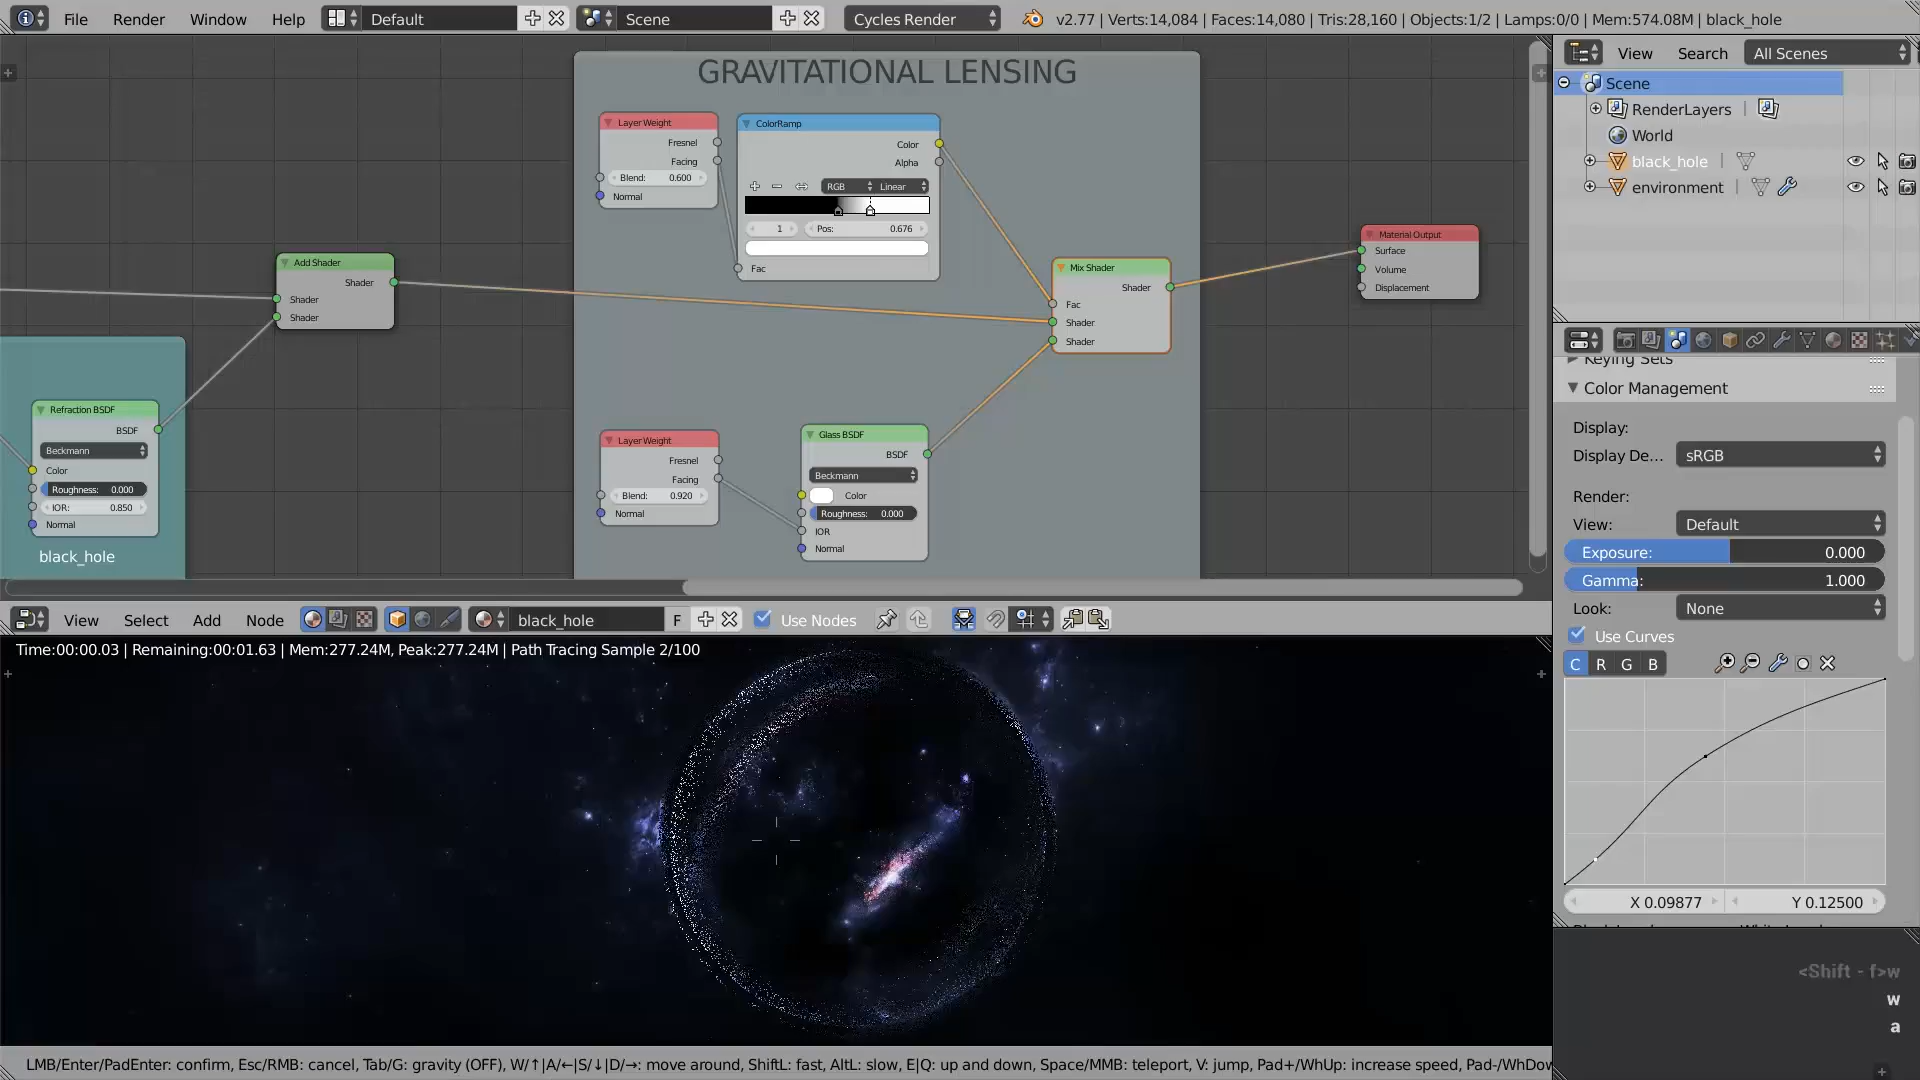 File Render Window Help Default Scene Cycles Render v2.77 | Verts:14,084 | Faces:14,080 | Tris:28,160 | Objects:1/2 | Lamps:0/0 | Mem:574.08M | black_hole
GRAVITATIONAL LENSING
Layer Weight
Fresnel
Facing
Blend: 0.600
Normal
ColorRamp
Color
Alpha
RGB Linear
1 Pos: 0.676
Fac
Add Shader
Shader
Shader
Shader
Mix Shader
Shader
Fac
Shader
Shader
Material Output
Surface
Volume
Displacement
Refraction BSDF
BSDF
Beckmann
Color
Roughness: 0.000
IOR: 0.850
Normal
black_hole
Layer Weight
Fresnel
Facing
Blend: 0.920
Normal
Glass BSDF
BSDF
Beckmann
Color
Roughness: 0.000
IOR
Normal
View Select Add Node black_hole F Use Nodes
Time:00:00.03 | Remaining:00:01.63 | Mem:277.24M, Peak:277.24M | Path Tracing Sample 2/100
View Search All Scenes
Scene
RenderLayers
World
black_hole
environment
Keying Sets
Color Management
Display:
Display De... sRGB
Render:
View: Default
Exposure: 0.000
Gamma: 1.000
Look: None
Use Curves
C R G B
X 0.09877 Y 0.12500
<Shift - f>w
w
a
LMB/Enter/PadEnter: confirm, Esc/RMB: cancel, Tab/G: gravity (OFF), W/↑|A/←|S/↓|D/→: move around, ShiftL: fast, AltL: slow, E|Q: up and down, Space/MMB: teleport, V: jump, Pad+/WhUp: increase speed, Pad-/WhDow